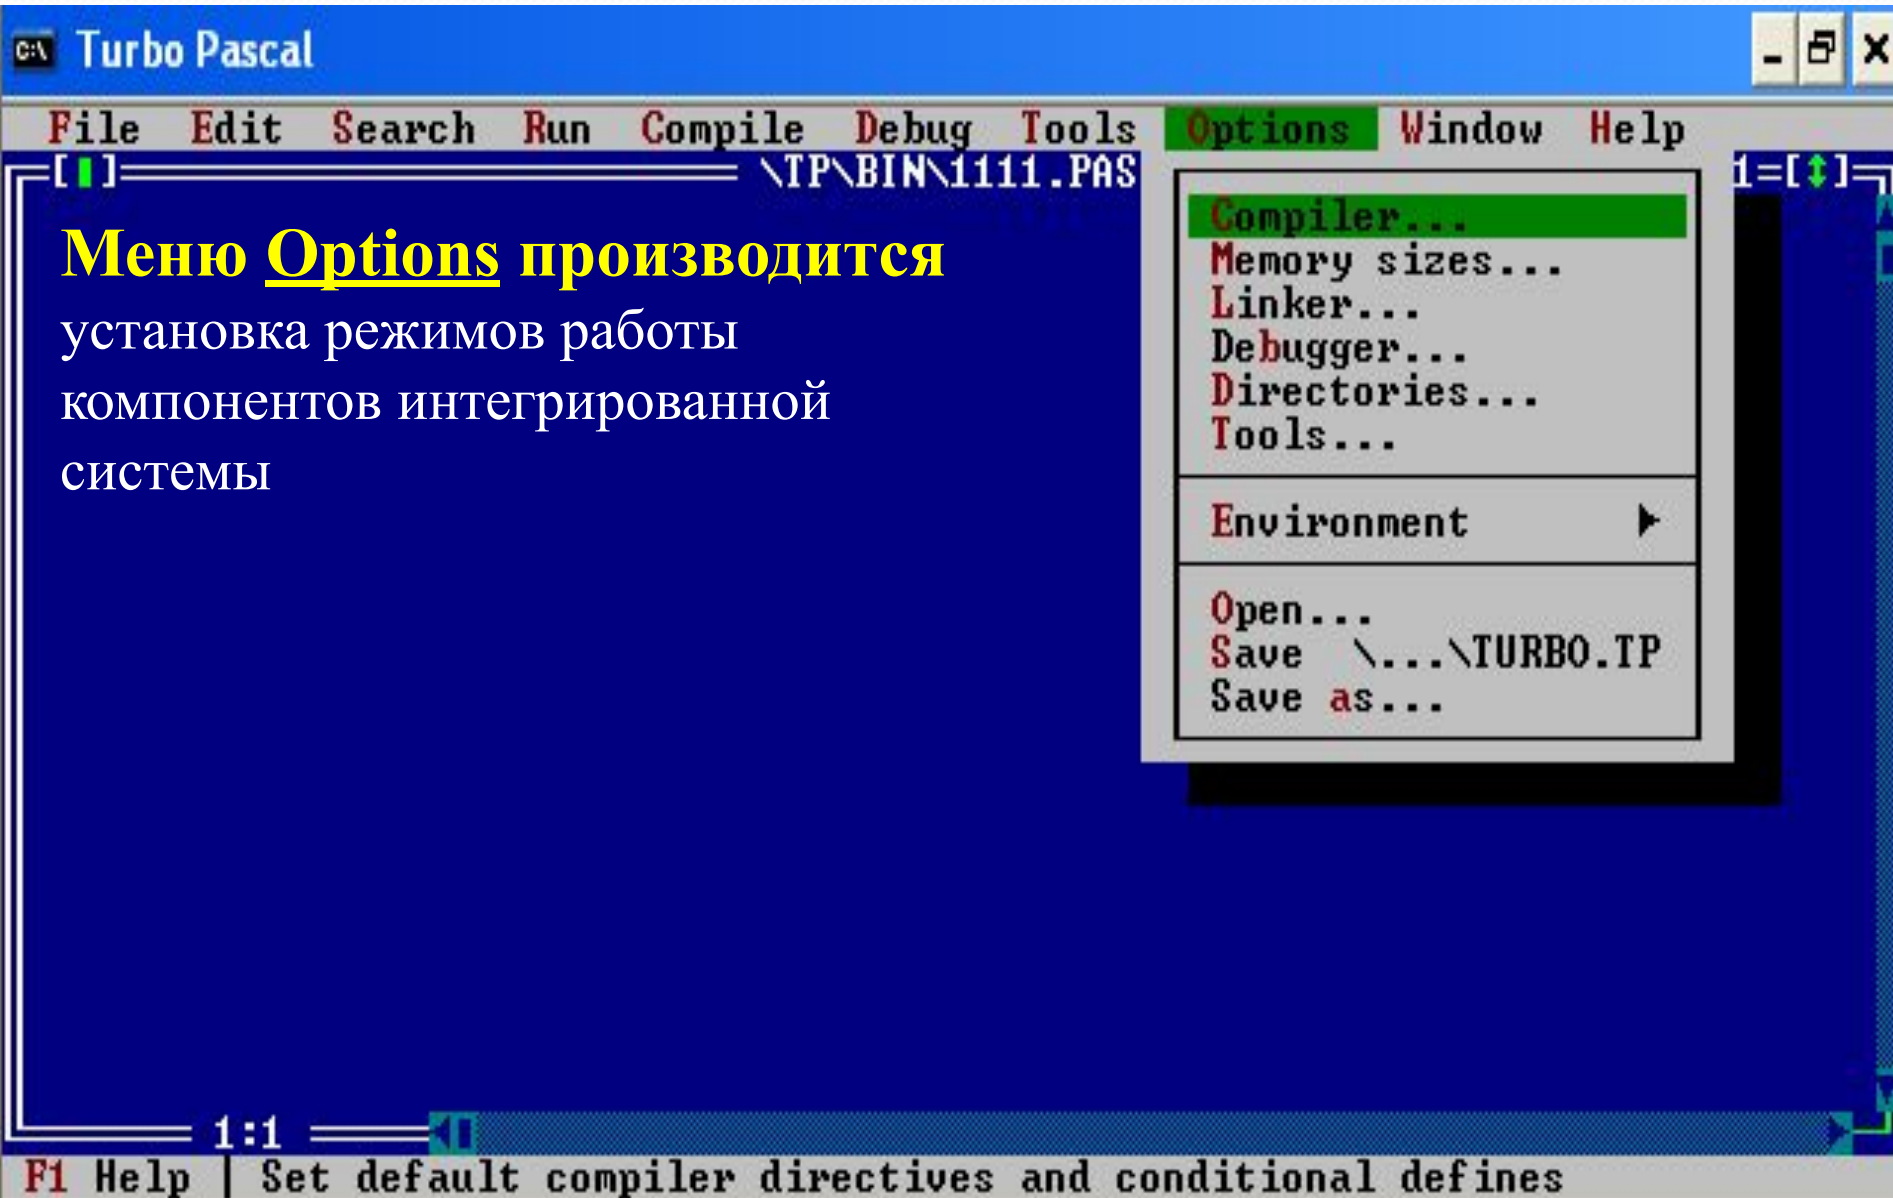 C:\ Turbo Pascal
File Edit Search Run Compile Debug Tools Options Window Help
[ ] \TP\BIN\1111.PAS 1=[↕]
Меню Options производится
установка режимов работы
компонентов интегрированной
системы
Compiler...
Memory sizes...
Linker...
Debugger...
Directories...
Tools...
Environment
Open...
Save \...\TURBO.TP
Save as...
1:1
F1 Help | Set default compiler directives and conditional defines